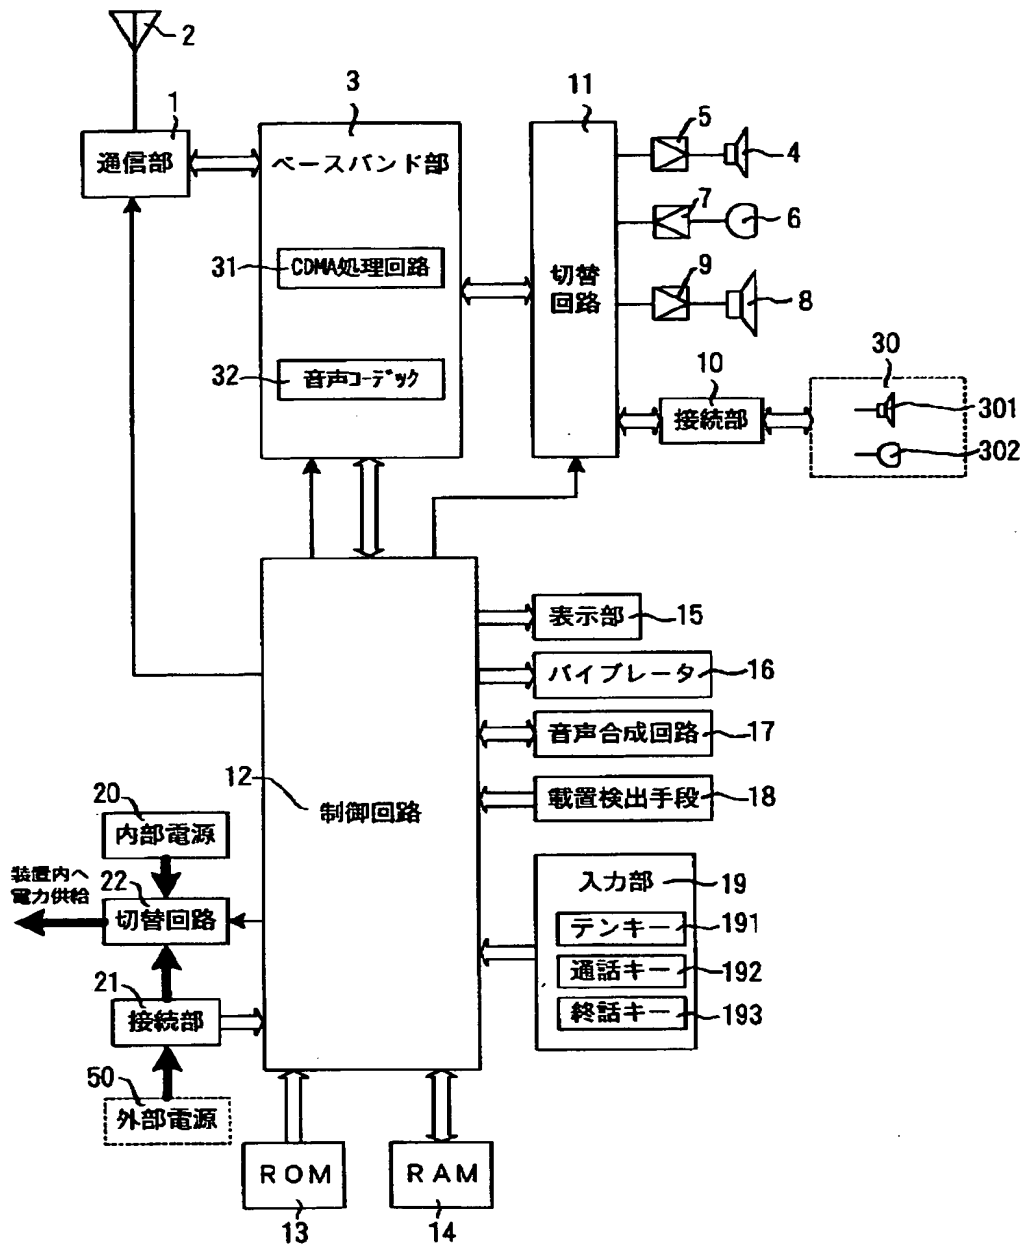 2
1
通信部
3
ベースバンド部
31
CDMA処理回路
32
音声コーデック
11
切替
回路
5
4
7
6
9
8
10
接続部
30
301
302
12
制御回路
表示部
15
バイブレータ
16
音声合成回路
17
載置検出手段
18
入力部
19
テンキー
191
通話キー
192
終話キー
193
20
内部電源
装置内へ
電力供給
22
切替回路
21
接続部
50
外部電源
ROM
13
RAM
14